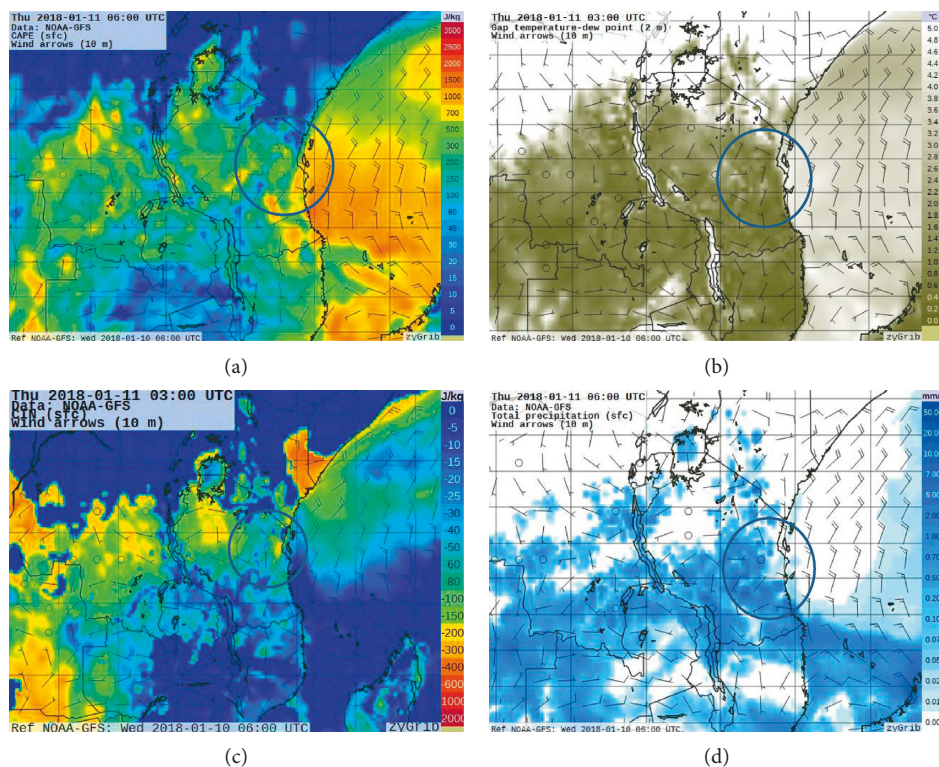 Thu 2018-01-11 06:00 UTC
Data: NOAA-GFS
CAPE (sfc)
Wind arrows (10 m)
J/kg
3500
2500
2000
1500
1000
700
500
300
200
150
100
60
45
30
20
15
10
5
0
Ref NOAA-GFS: Wed 2018-01-10 06:00 UTC
zyGrib
(a)
Thu 2018-01-11 03:00 UTC
Gap temperature-dew point (2 m)
Wind arrows (10 m)
°C
5.0
4.8
4.6
4.4
4.2
4.0
3.8
3.6
3.4
3.2
3.0
2.8
2.6
2.4
2.2
2.0
1.8
1.6
1.4
1.2
1.0
0.8
0.6
0.4
0.2
0.0
Ref NOAA-GFS: Wed 2018-01-10 06:00 UTC
zyGrib
(b)
Thu 2018-01-11 03:00 UTC
Data: NOAA-GFS
CIN (sfc)
Wind arrows (10 m)
J/kg
0
-5
-10
-15
-20
-25
-30
-40
-50
-60
-80
-100
-150
-200
-300
-400
-600
-1000
2000
Ref NOAA-GFS: Wed 2018-01-10 06:00 UTC
zyGrib
(c)
Thu 2018-01-11 03:00 UTC
Data: NOAA-GFS
Total precipitation (sfc)
Wind arrows (10 m)
mm
50.0
20.0
10.0
7.00
5.00
2.00
1.00
0.70
0.50
0.20
0.10
0.07
0.05
0.02
0.01
0.00
Ref NOAA-GFS: Wed 2018-01-10 06:00 UTC
zyGrib
(d)